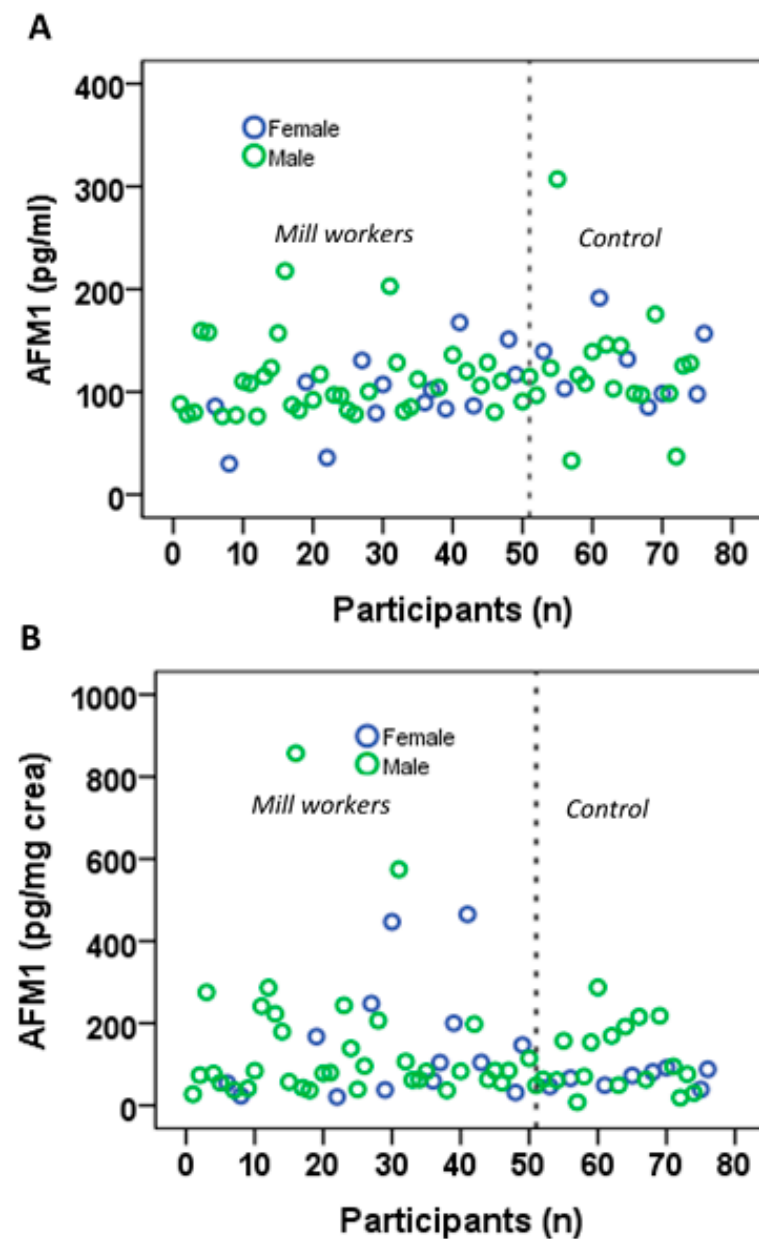 A
400
300
200
100
0
AFM1 (pg/ml)
Female
Male
Mill workers
Control
0 10 20 30 40 50 60 70 80
Participants (n)
B
1000
800
600
400
200
0
AFM1 (pg/mg crea)
Female
Male
Mill workers
Control
0 10 20 30 40 50 60 70 80
Participants (n)